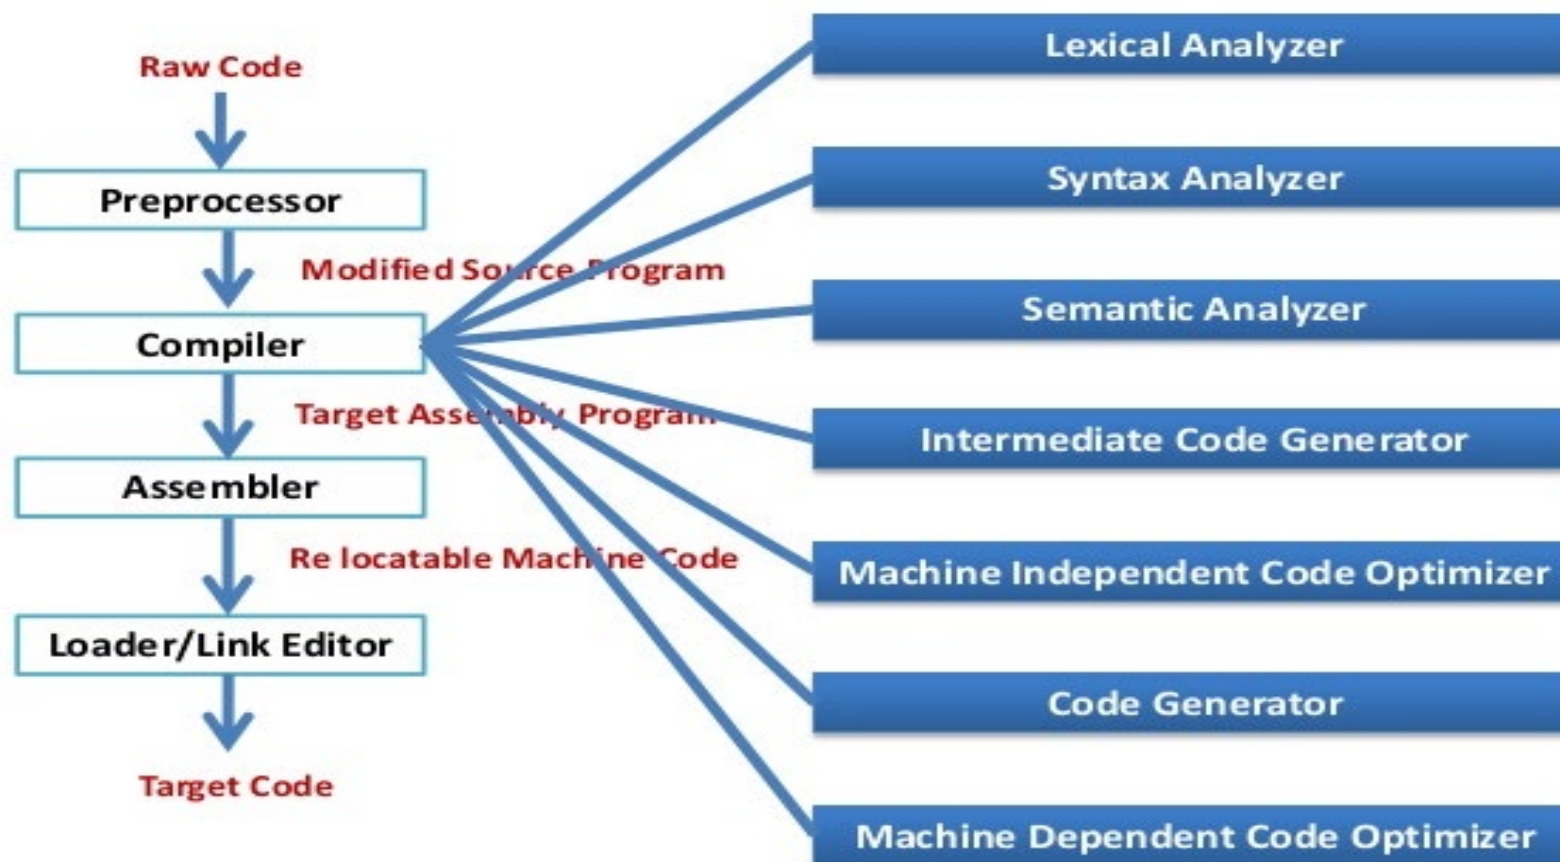 Raw Code
Preprocessor
Modified Source Program
Compiler
Target Assembly Program
Assembler
Re locatable Machine Code
Loader/Link Editor
Target Code
Lexical Analyzer
Syntax Analyzer
Semantic Analyzer
Intermediate Code Generator
Machine Independent Code Optimizer
Code Generator
Machine Dependent Code Optimizer